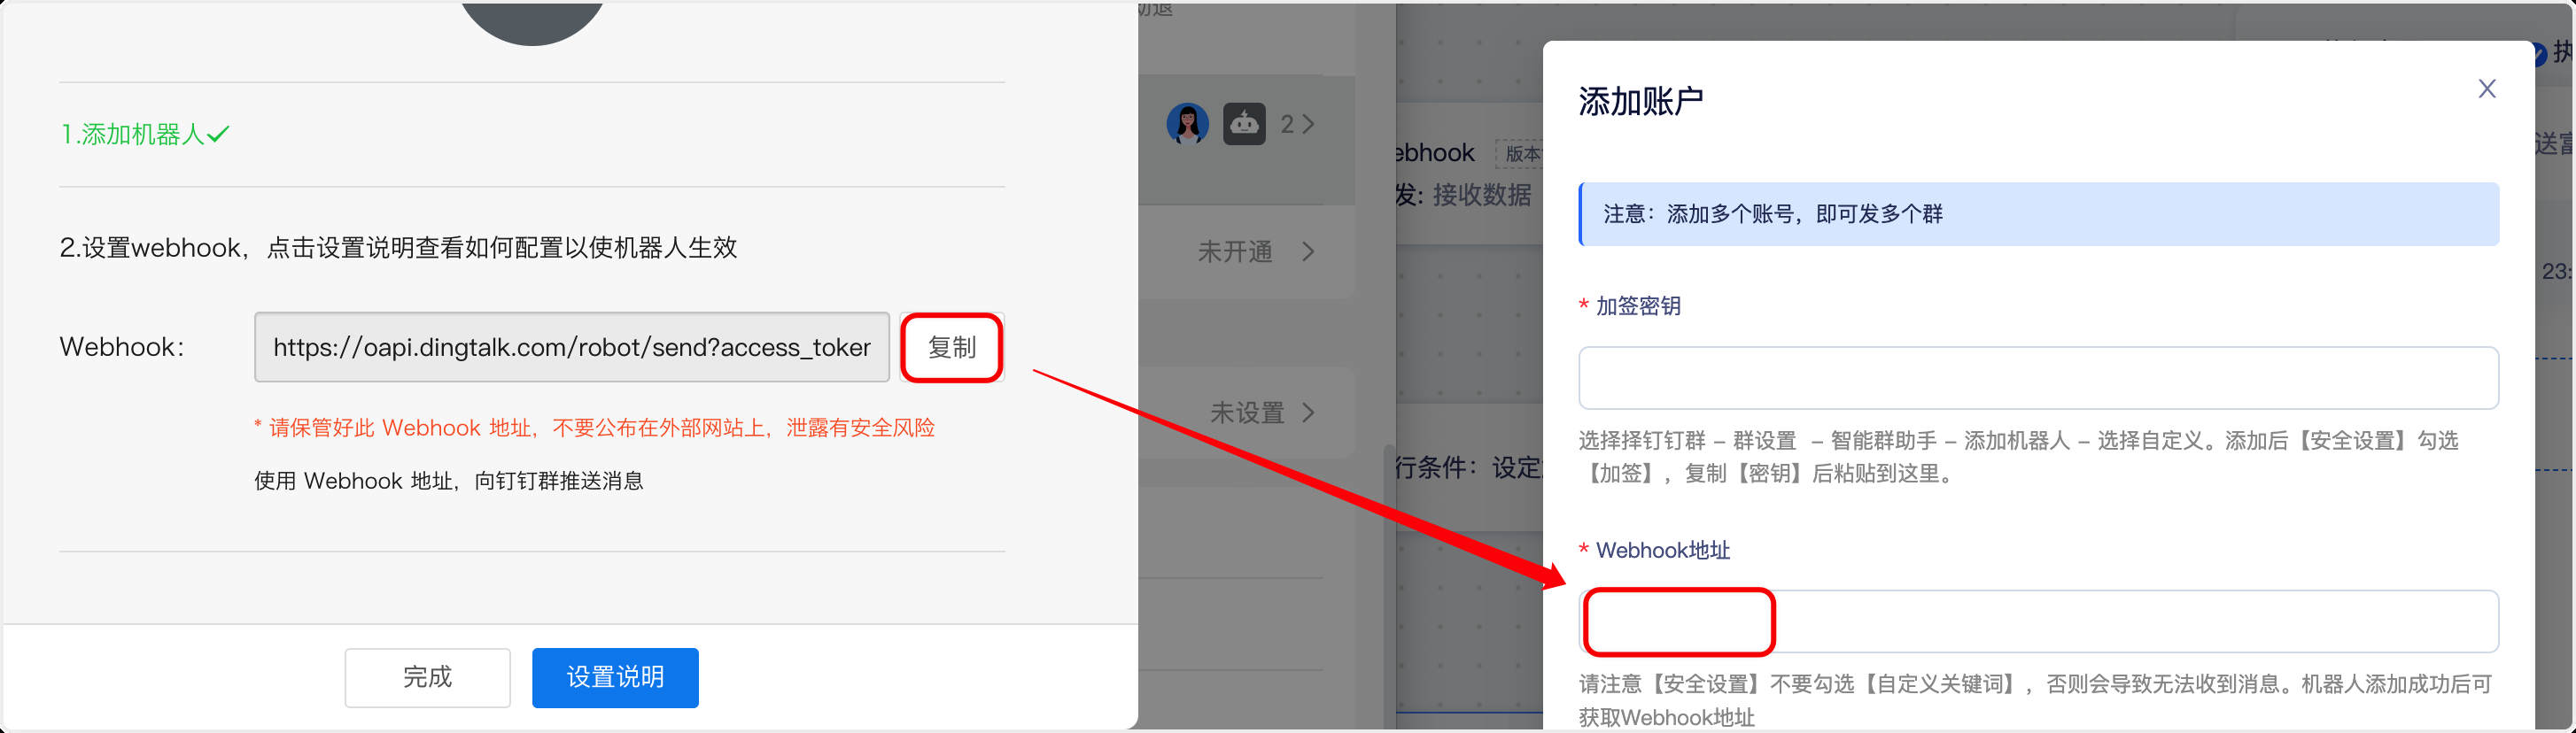 1.添加机器人
2.设置webhook，点击设置说明查看如何配置以使机器人生效
Webhook：
https://oapi.dingtalk.com/robot/send?access_toker
复制
* 请保管好此 Webhook 地址，不要公布在外部网站上，泄露有安全风险
使用 Webhook 地址，向钉钉群推送消息
完成
设置说明
2
未开通
未设置
ebhook
版本
发: 接收数据
行条件：设定
添加账户
注意：添加多个账号，即可发多个群
* 加签密钥
选择择钉钉群 – 群设置 – 智能群助手 – 添加机器人 – 选择自定义。添加后【安全设置】勾选
【加签】，复制【密钥】后粘贴到这里。
* Webhook地址
请注意【安全设置】不要勾选【自定义关键词】，否则会导致无法收到消息。机器人添加成功后可
获取Webhook地址
执
送富
23: